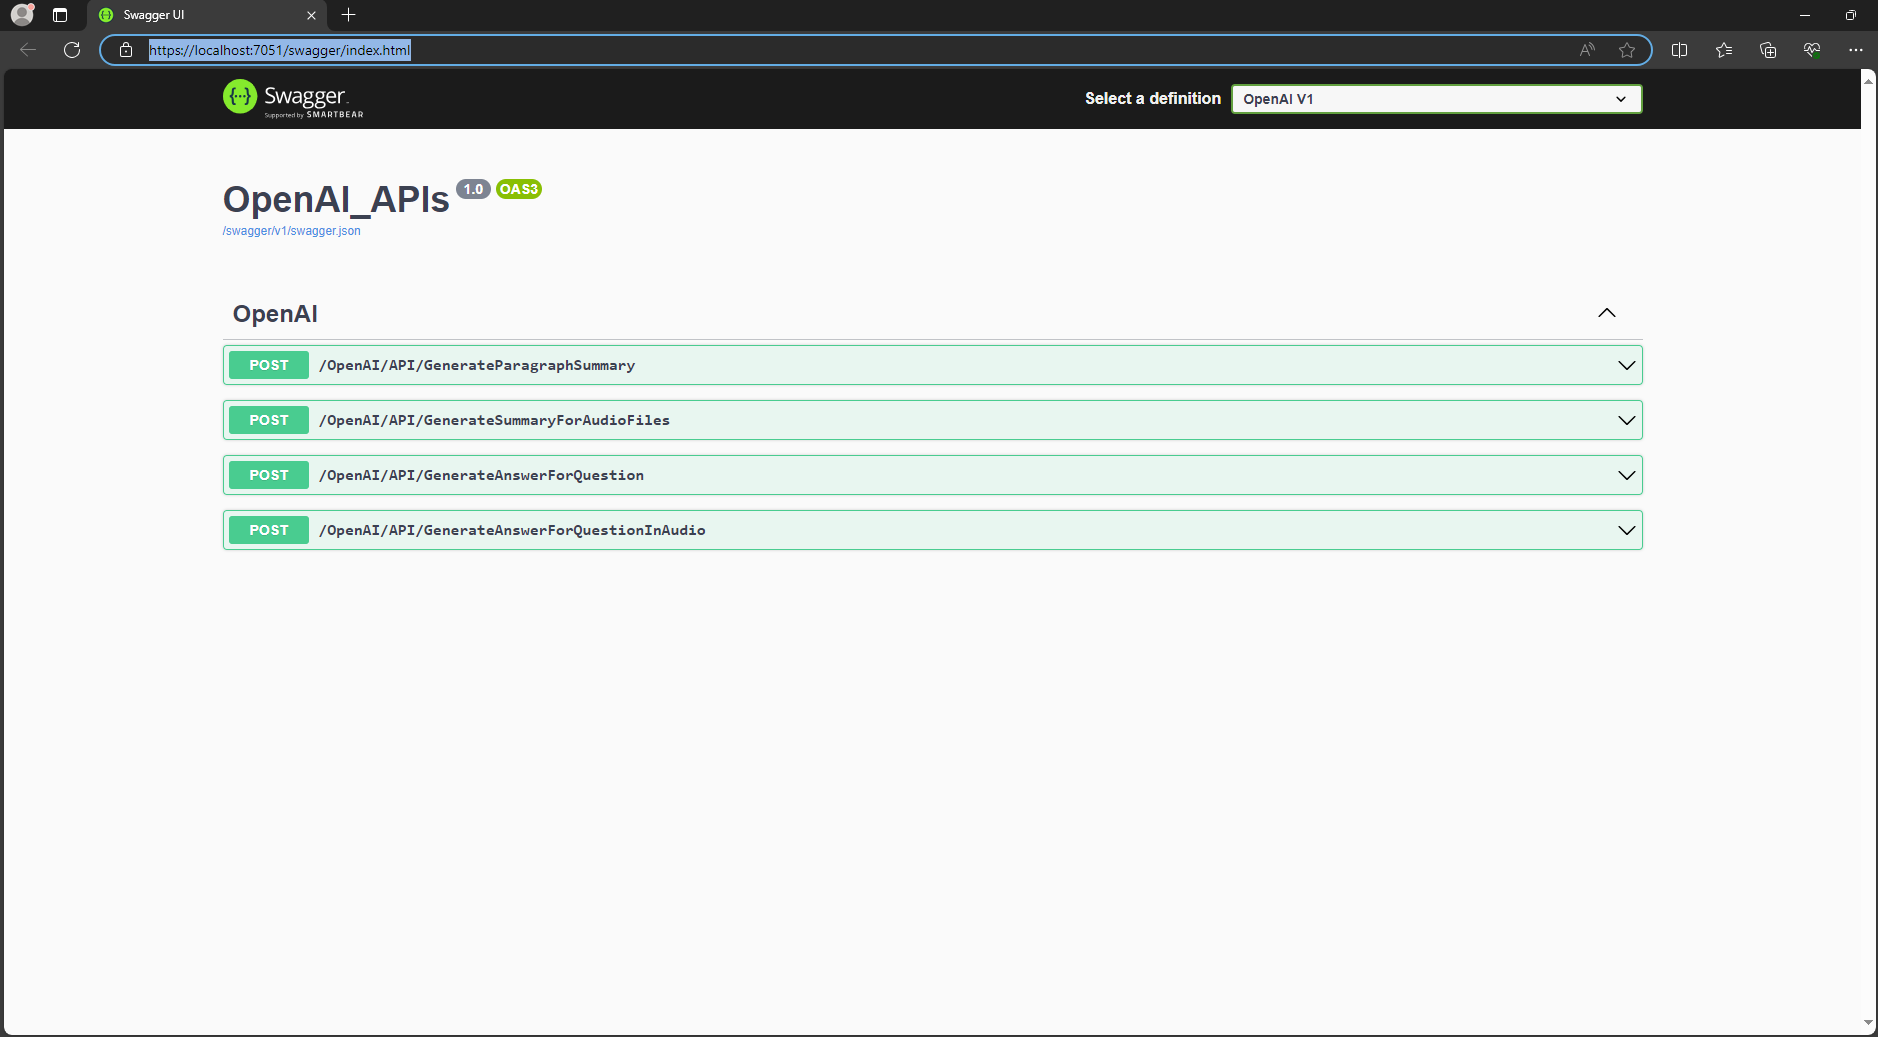 Swagger UI
https://localhost:7051/swagger/index.html
Swagger
Supported by SMARTBEAR
Select a definition
OpenAI V1
OpenAI_APIs 1.0 OAS3
/swagger/v1/swagger.json
OpenAI
POST /OpenAI/API/GenerateParagraphSummary
POST /OpenAI/API/GenerateSummaryForAudioFiles
POST /OpenAI/API/GenerateAnswerForQuestion
POST /OpenAI/API/GenerateAnswerForQuestionInAudio